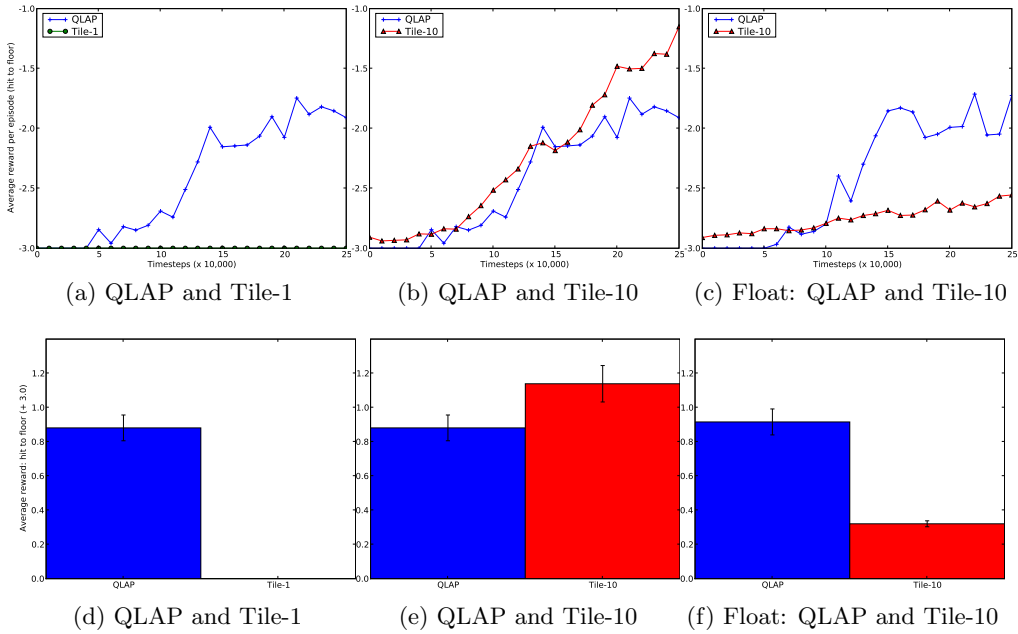 Average reward per episode (hit to floor)
-1.0
-1.5
-2.0
-2.5
-3.0
QLAP
Tile-1
0 5 10 15 20 25
Timesteps (x 10,000)
(a) QLAP and Tile-1
-1.0
-1.5
-2.0
-2.5
-3.0
QLAP
Tile-10
0 5 10 15 20 25
Timesteps (x 10,000)
(b) QLAP and Tile-10
-1.0
-1.5
-2.0
-2.5
-3.0
QLAP
Tile-10
0 5 10 15 20 25
Timesteps (x 10,000)
(c) Float: QLAP and Tile-10
Average reward: hit to floor (+ 3.0)
1.2
1.0
0.8
0.6
0.4
0.2
0.0
QLAP Tile-1
(d) QLAP and Tile-1
1.2
1.0
0.8
0.6
0.4
0.2
0.0
QLAP Tile-10
(e) QLAP and Tile-10
1.2
1.0
0.8
0.6
0.4
0.2
0.0
QLAP Tile-10
(f) Float: QLAP and Tile-10